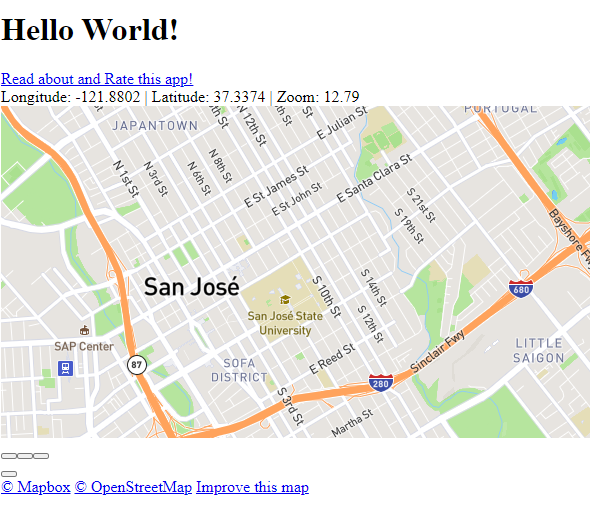 Hello World!
Read about and Rate this app!
Longitude: -121.8802 | Latitude: 37.3374 | Zoom: 12.79
PORTUGAL
JAPANTOWN
N 12th St
E Julian St
N 1st St
N 3rd St
N 6th St
N 8th St
E St James St
E St John St
E Santa Clara St
S 21st St
S 19th St
Bayshore Fwy
San José
S 10th St
S 14th St
S 12th St
680
San José State
University
SAP Center
87
SOFA
DISTRICT
E Reed St
Sinclair Fwy
LITTLE
SAIGON
280
S 3rd St
Martha St
© Mapbox © OpenStreetMap Improve this map